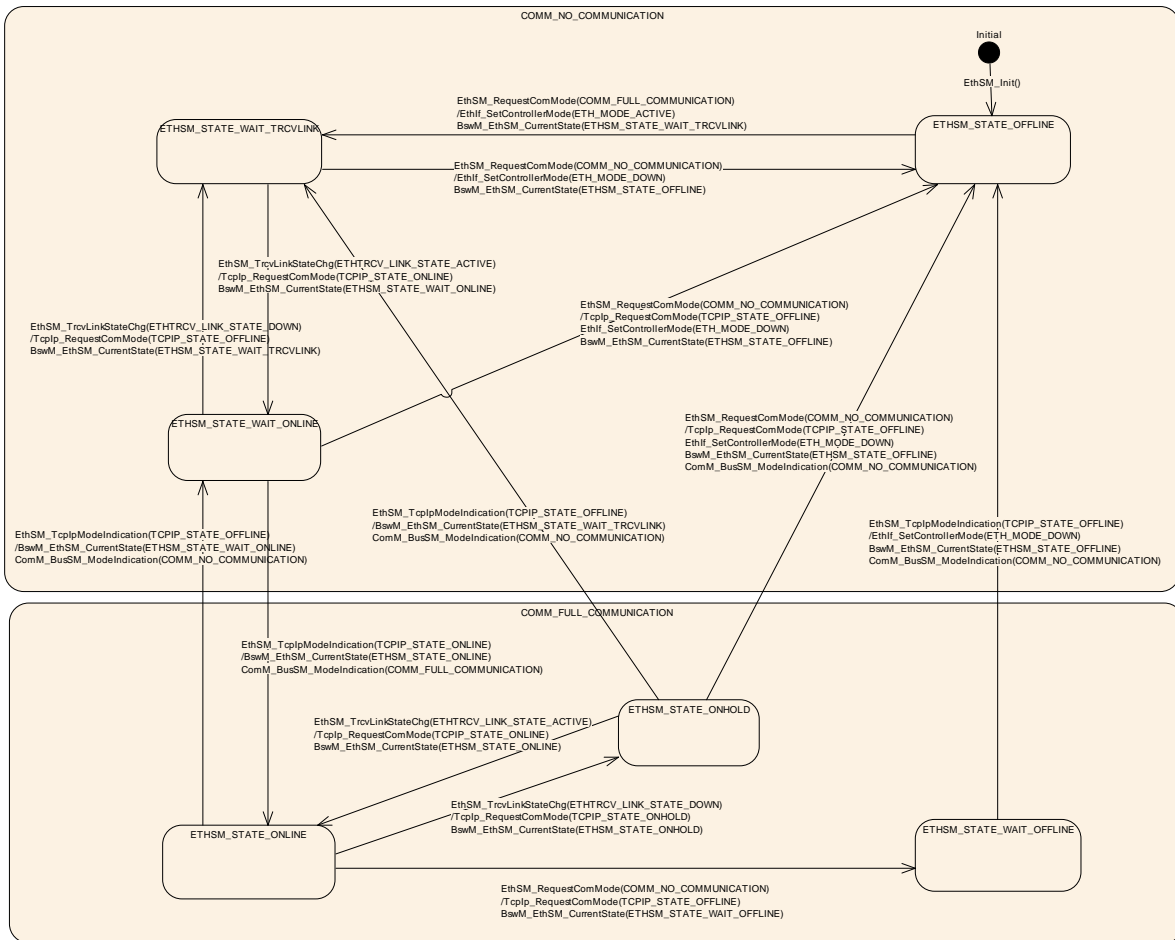 COMM_NO_COMMUNICATION
Initial
EthSM_Init()
EthSM_RequestComMode(COMM_FULL_COMMUNICATION)
/EthIf_SetControllerMode(ETH_MODE_ACTIVE)
BswM_EthSM_CurrentState(ETHSM_STATE_WAIT_TRCVLINK)
ETHSM_STATE_WAIT_TRCVLINK
ETHSM_STATE_OFFLINE
EthSM_RequestComMode(COMM_NO_COMMUNICATION)
/EthIf_SetControllerMode(ETH_MODE_DOWN)
BswM_EthSM_CurrentState(ETHSM_STATE_OFFLINE)
EthSM_TrcvLinkStateChg(ETHTRCV_LINK_STATE_ACTIVE)
/TcpIp_RequestComMode(TCPIP_STATE_ONLINE)
BswM_EthSM_CurrentState(ETHSM_STATE_WAIT_ONLINE)
EthSM_RequestComMode(COMM_NO_COMMUNICATION)
/TcpIp_RequestComMode(TCPIP_STATE_OFFLINE)
EthIf_SetControllerMode(ETH_MODE_DOWN)
BswM_EthSM_CurrentState(ETHSM_STATE_OFFLINE)
EthSM_TrcvLinkStateChg(ETHTRCV_LINK_STATE_DOWN)
/TcpIp_RequestComMode(TCPIP_STATE_OFFLINE)
BswM_EthSM_CurrentState(ETHSM_STATE_WAIT_TRCVLINK)
ETHSM_STATE_WAIT_ONLINE
EthSM_RequestComMode(COMM_NO_COMMUNICATION)
/TcpIp_RequestComMode(TCPIP_STATE_OFFLINE)
EthIf_SetControllerMode(ETH_MODE_DOWN)
BswM_EthSM_CurrentState(ETHSM_STATE_OFFLINE)
ComM_BusSM_ModeIndication(COMM_NO_COMMUNICATION)
EthSM_TcpIpModeIndication(TCPIP_STATE_OFFLINE)
/BswM_EthSM_CurrentState(ETHSM_STATE_WAIT_TRCVLINK)
ComM_BusSM_ModeIndication(COMM_NO_COMMUNICATION)
EthSM_TcpIpModeIndication(TCPIP_STATE_OFFLINE)
/EthIf_SetControllerMode(ETH_MODE_DOWN)
BswM_EthSM_CurrentState(ETHSM_STATE_OFFLINE)
ComM_BusSM_ModeIndication(COMM_NO_COMMUNICATION)
EthSM_TcpIpModeIndication(TCPIP_STATE_OFFLINE)
/BswM_EthSM_CurrentState(ETHSM_STATE_WAIT_ONLINE)
ComM_BusSM_ModeIndication(COMM_NO_COMMUNICATION)
COMM_FULL_COMMUNICATION
EthSM_TcpIpModeIndication(TCPIP_STATE_ONLINE)
/BswM_EthSM_CurrentState(ETHSM_STATE_ONLINE)
ComM_BusSM_ModeIndication(COMM_FULL_COMMUNICATION)
ETHSM_STATE_ONHOLD
EthSM_TrcvLinkStateChg(ETHTRCV_LINK_STATE_ACTIVE)
/TcpIp_RequestComMode(TCPIP_STATE_ONLINE)
BswM_EthSM_CurrentState(ETHSM_STATE_ONLINE)
EthSM_TrcvLinkStateChg(ETHTRCV_LINK_STATE_DOWN)
/TcpIp_RequestComMode(TCPIP_STATE_ONHOLD)
BswM_EthSM_CurrentState(ETHSM_STATE_ONHOLD)
ETHSM_STATE_ONLINE
ETHSM_STATE_WAIT_OFFLINE
EthSM_RequestComMode(COMM_NO_COMMUNICATION)
/TcpIp_RequestComMode(TCPIP_STATE_OFFLINE)
BswM_EthSM_CurrentState(ETHSM_STATE_WAIT_OFFLINE)